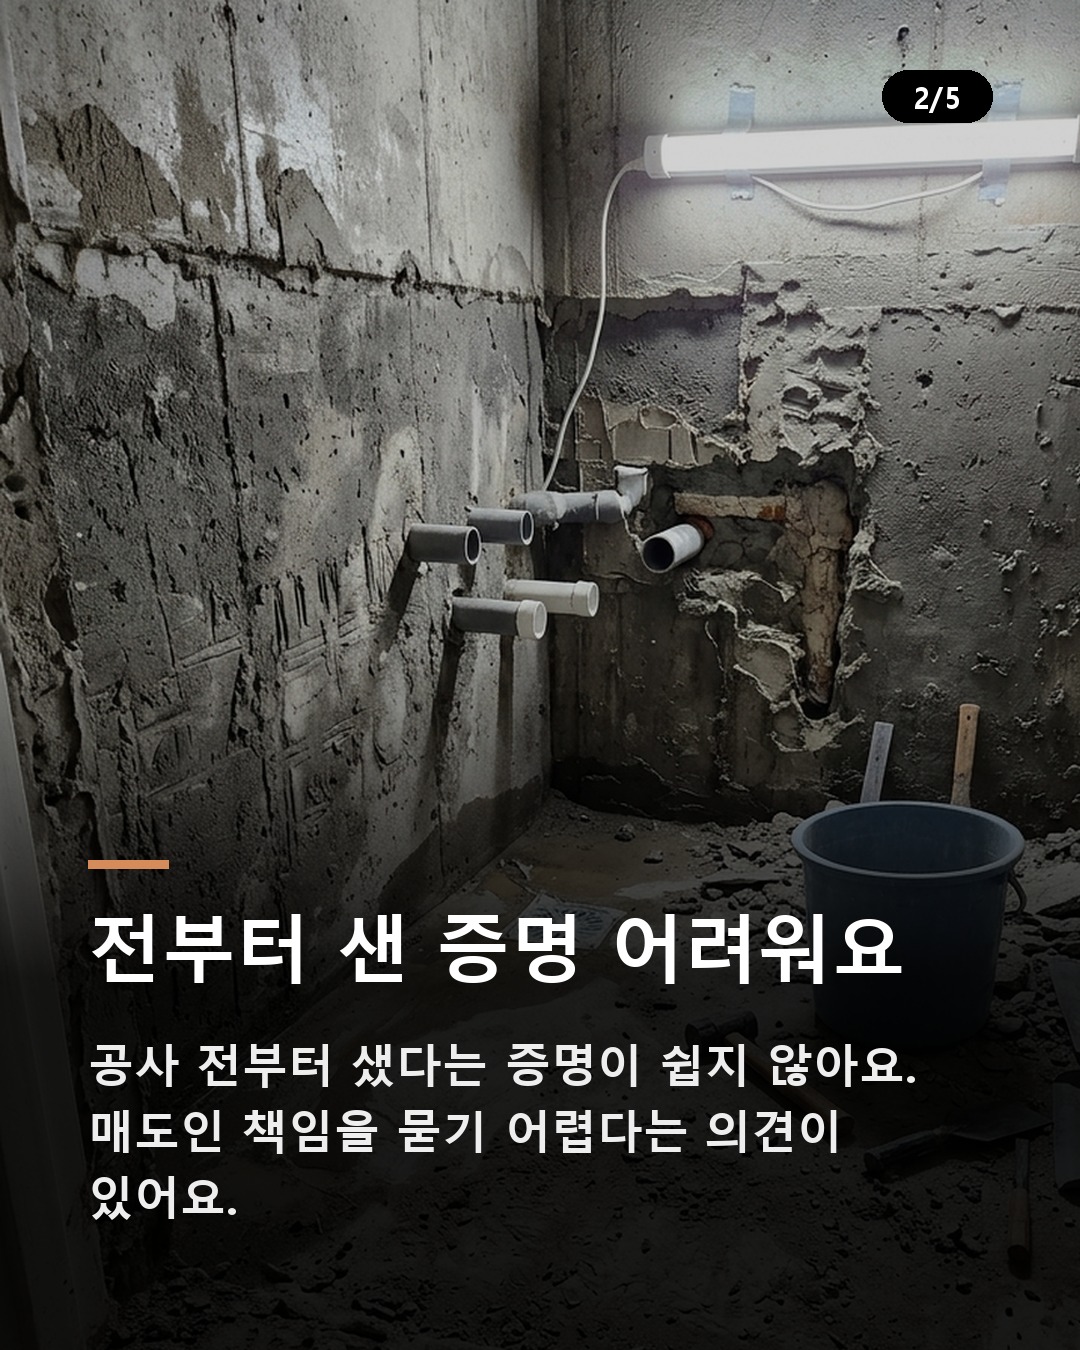 2/5
전부터 샌 증명 어려워요
공사 전부터 샜다는 증명이 쉽지 않아요.
매도인 책임을 묻기 어렵다는 의견이
있어요.